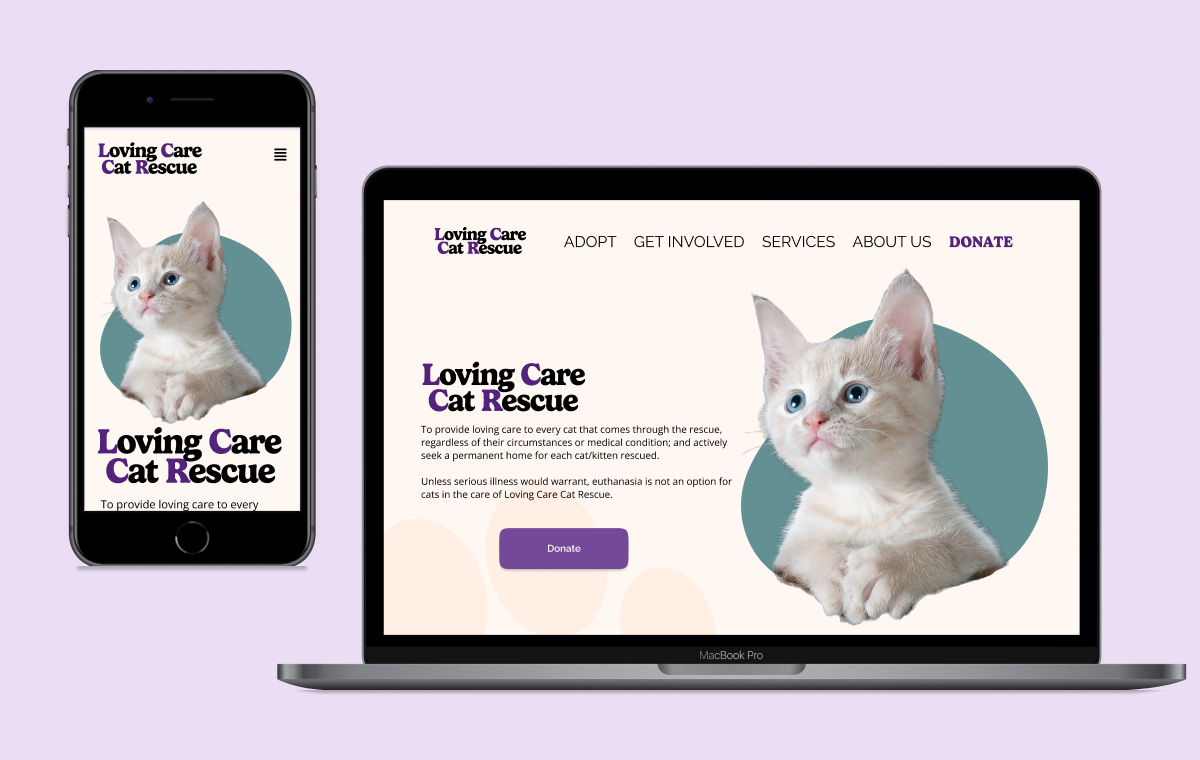 Loving Care
Cat Rescue
Loving Care
Cat Rescue
To provide loving care to every
Loving Care
Cat Rescue
ADOPT GET INVOLVED SERVICES ABOUT US DONATE
Loving Care
Cat Rescue
To provide loving care to every cat that comes through the rescue,
regardless of their circumstances or medical condition; and actively
seek a permanent home for each cat/kitten rescued.
Unless serious illness would warrant, euthanasia is not an option for
cats in the care of Loving Care Cat Rescue.
Donate
MacBook Pro